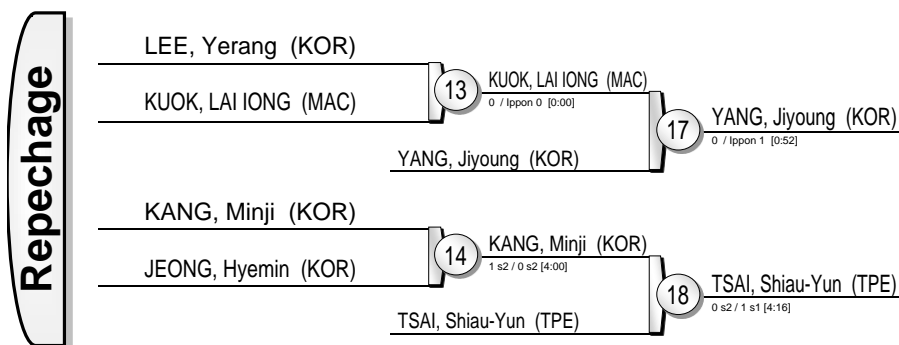 Repechage
LEE, Yerang (KOR)
KUOK, LAI IONG (MAC)
13
KUOK, LAI IONG (MAC)
0 / Ippon 0 [0:00]
YANG, Jiyoung (KOR)
17
YANG, Jiyoung (KOR)
0 / Ippon 1 [0:52]
KANG, Minji (KOR)
JEONG, Hyemin (KOR)
14
KANG, Minji (KOR)
1 s2 / 0 s2 [4:00]
TSAI, Shiau-Yun (TPE)
18
TSAI, Shiau-Yun (TPE)
0 s2 / 1 s1 [4:16]